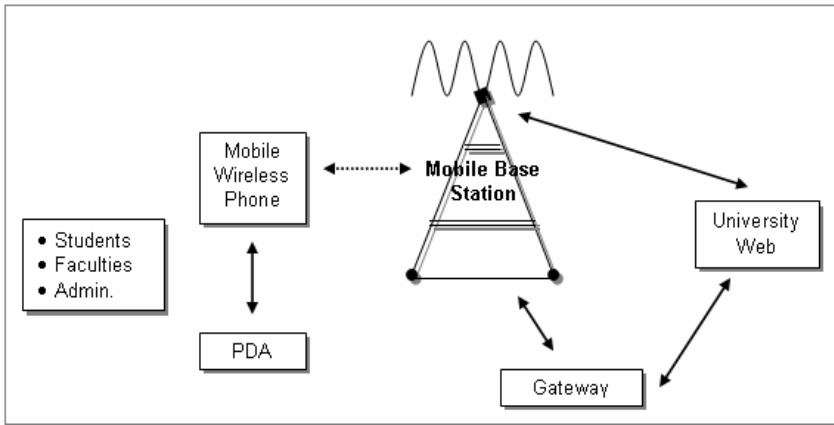 Mobile
Wireless
Phone
Mobile Base
Station
University
Web
• Students
• Faculties
• Admin.
PDA
Gateway